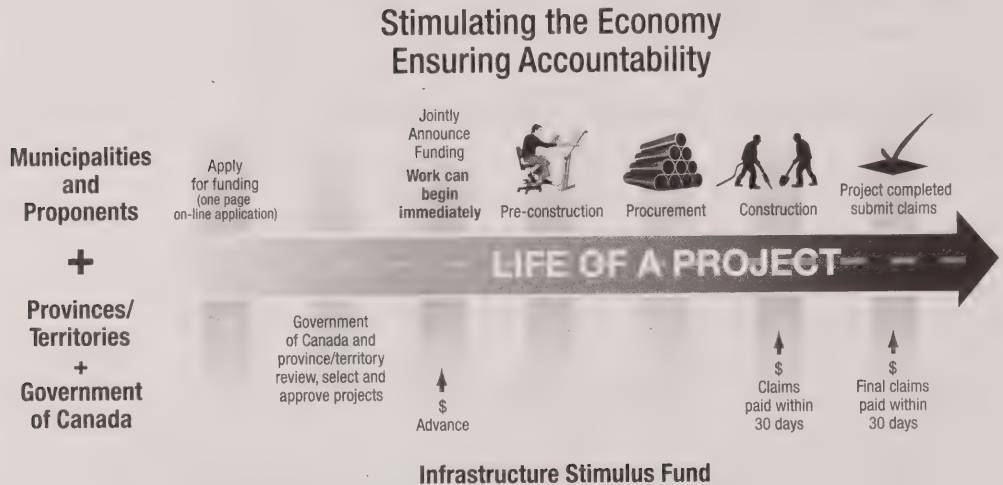 Stimulating the Economy
Ensuring Accountability
Municipalities
and
Proponents
+
Provinces/
Territories
+
Government
of Canada
Apply
for funding
(one page
on-line application)
Jointly
Announce
Funding
Work can
begin
immediately
Pre-construction
Procurement
Construction
Project completed
submit claims
LIFE OF A PROJECT
Government
of Canada and
province/territory
review, select and
approve projects
$
Advance
$
Claims
paid within
30 days
$
Final claims
paid within
30 days
Infrastructure Stimulus Fund